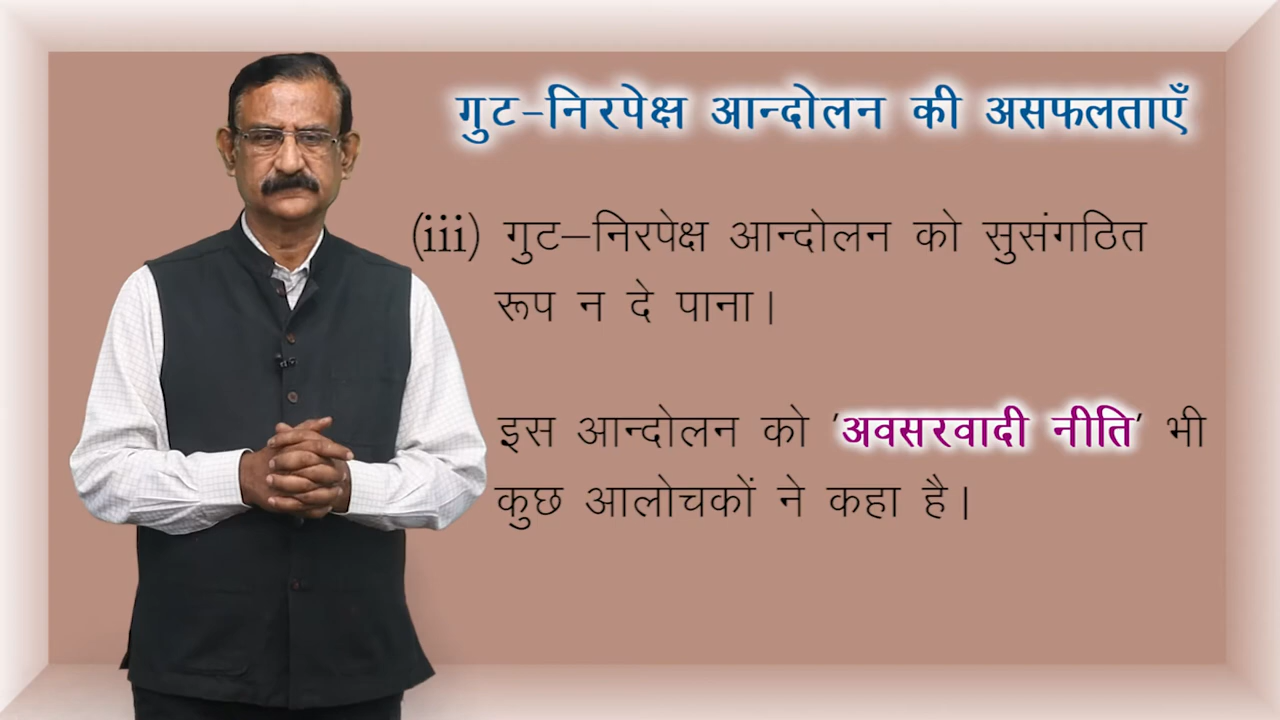 गुट-निरपेक्ष आन्दोलन की असफलताएँ
(iii) गुट–निरपेक्ष आन्दोलन को सुसंगठित
रूप न दे पाना।
इस आन्दोलन को 'अवसरवादी नीति' भी
कुछ आलोचकों ने कहा है।